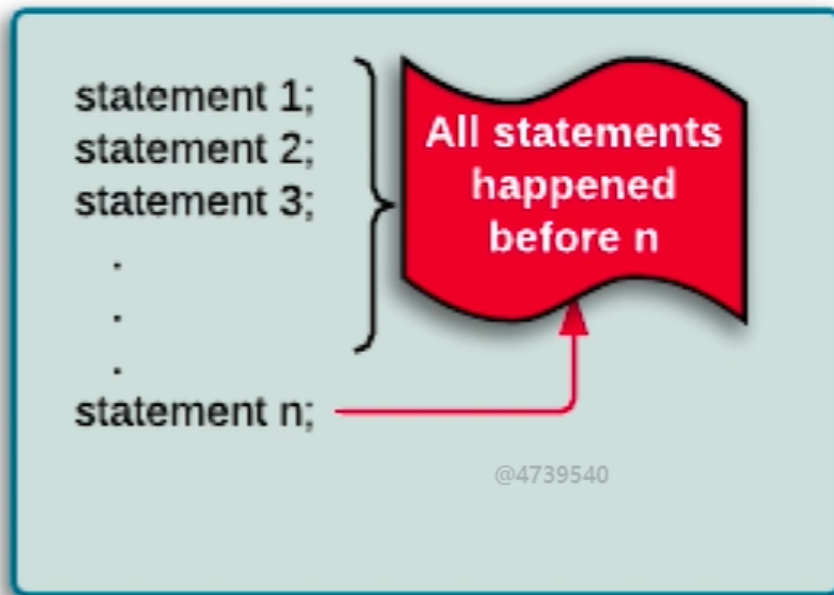 statement 1;
statement 2;
statement 3;
.
.
.
statement n;
All statements
happened
before n
@4739540